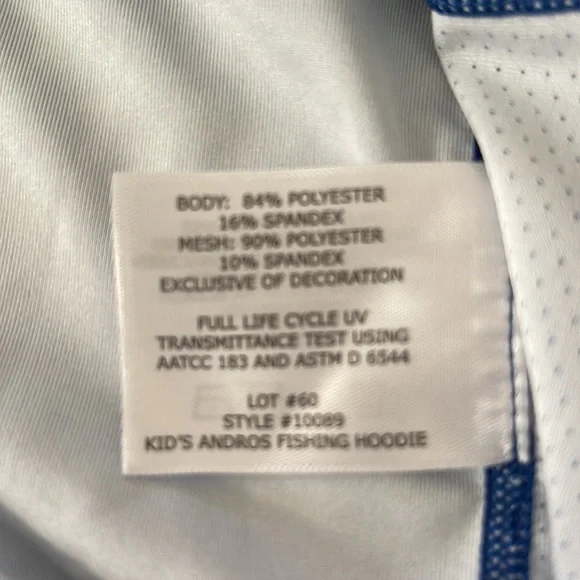 BODY: 84% POLYESTER
16% SPANDEX
MESH: 90% POLYESTER
10% SPANDEX
EXCLUSIVE OF DECORATION
FULL LIFE CYCLE UV
TRANSMITTANCE TEST USING
AATCC 183 AND ASTM D 6544
LOT #60
STYLE #10089
KID'S ANDROS FISHING HOODIE